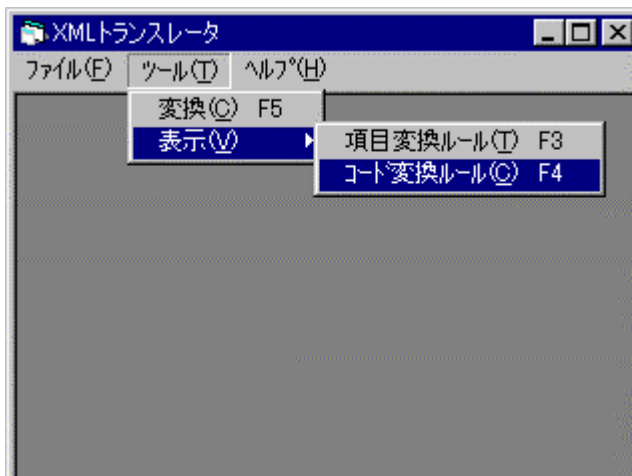 XMLトランスレータ
ファイル(F) ツール(T) ヘルプ(H)
変換(C) F5
表示(V)
項目変換ルール(T) F3
コード変換ルール(C) F4